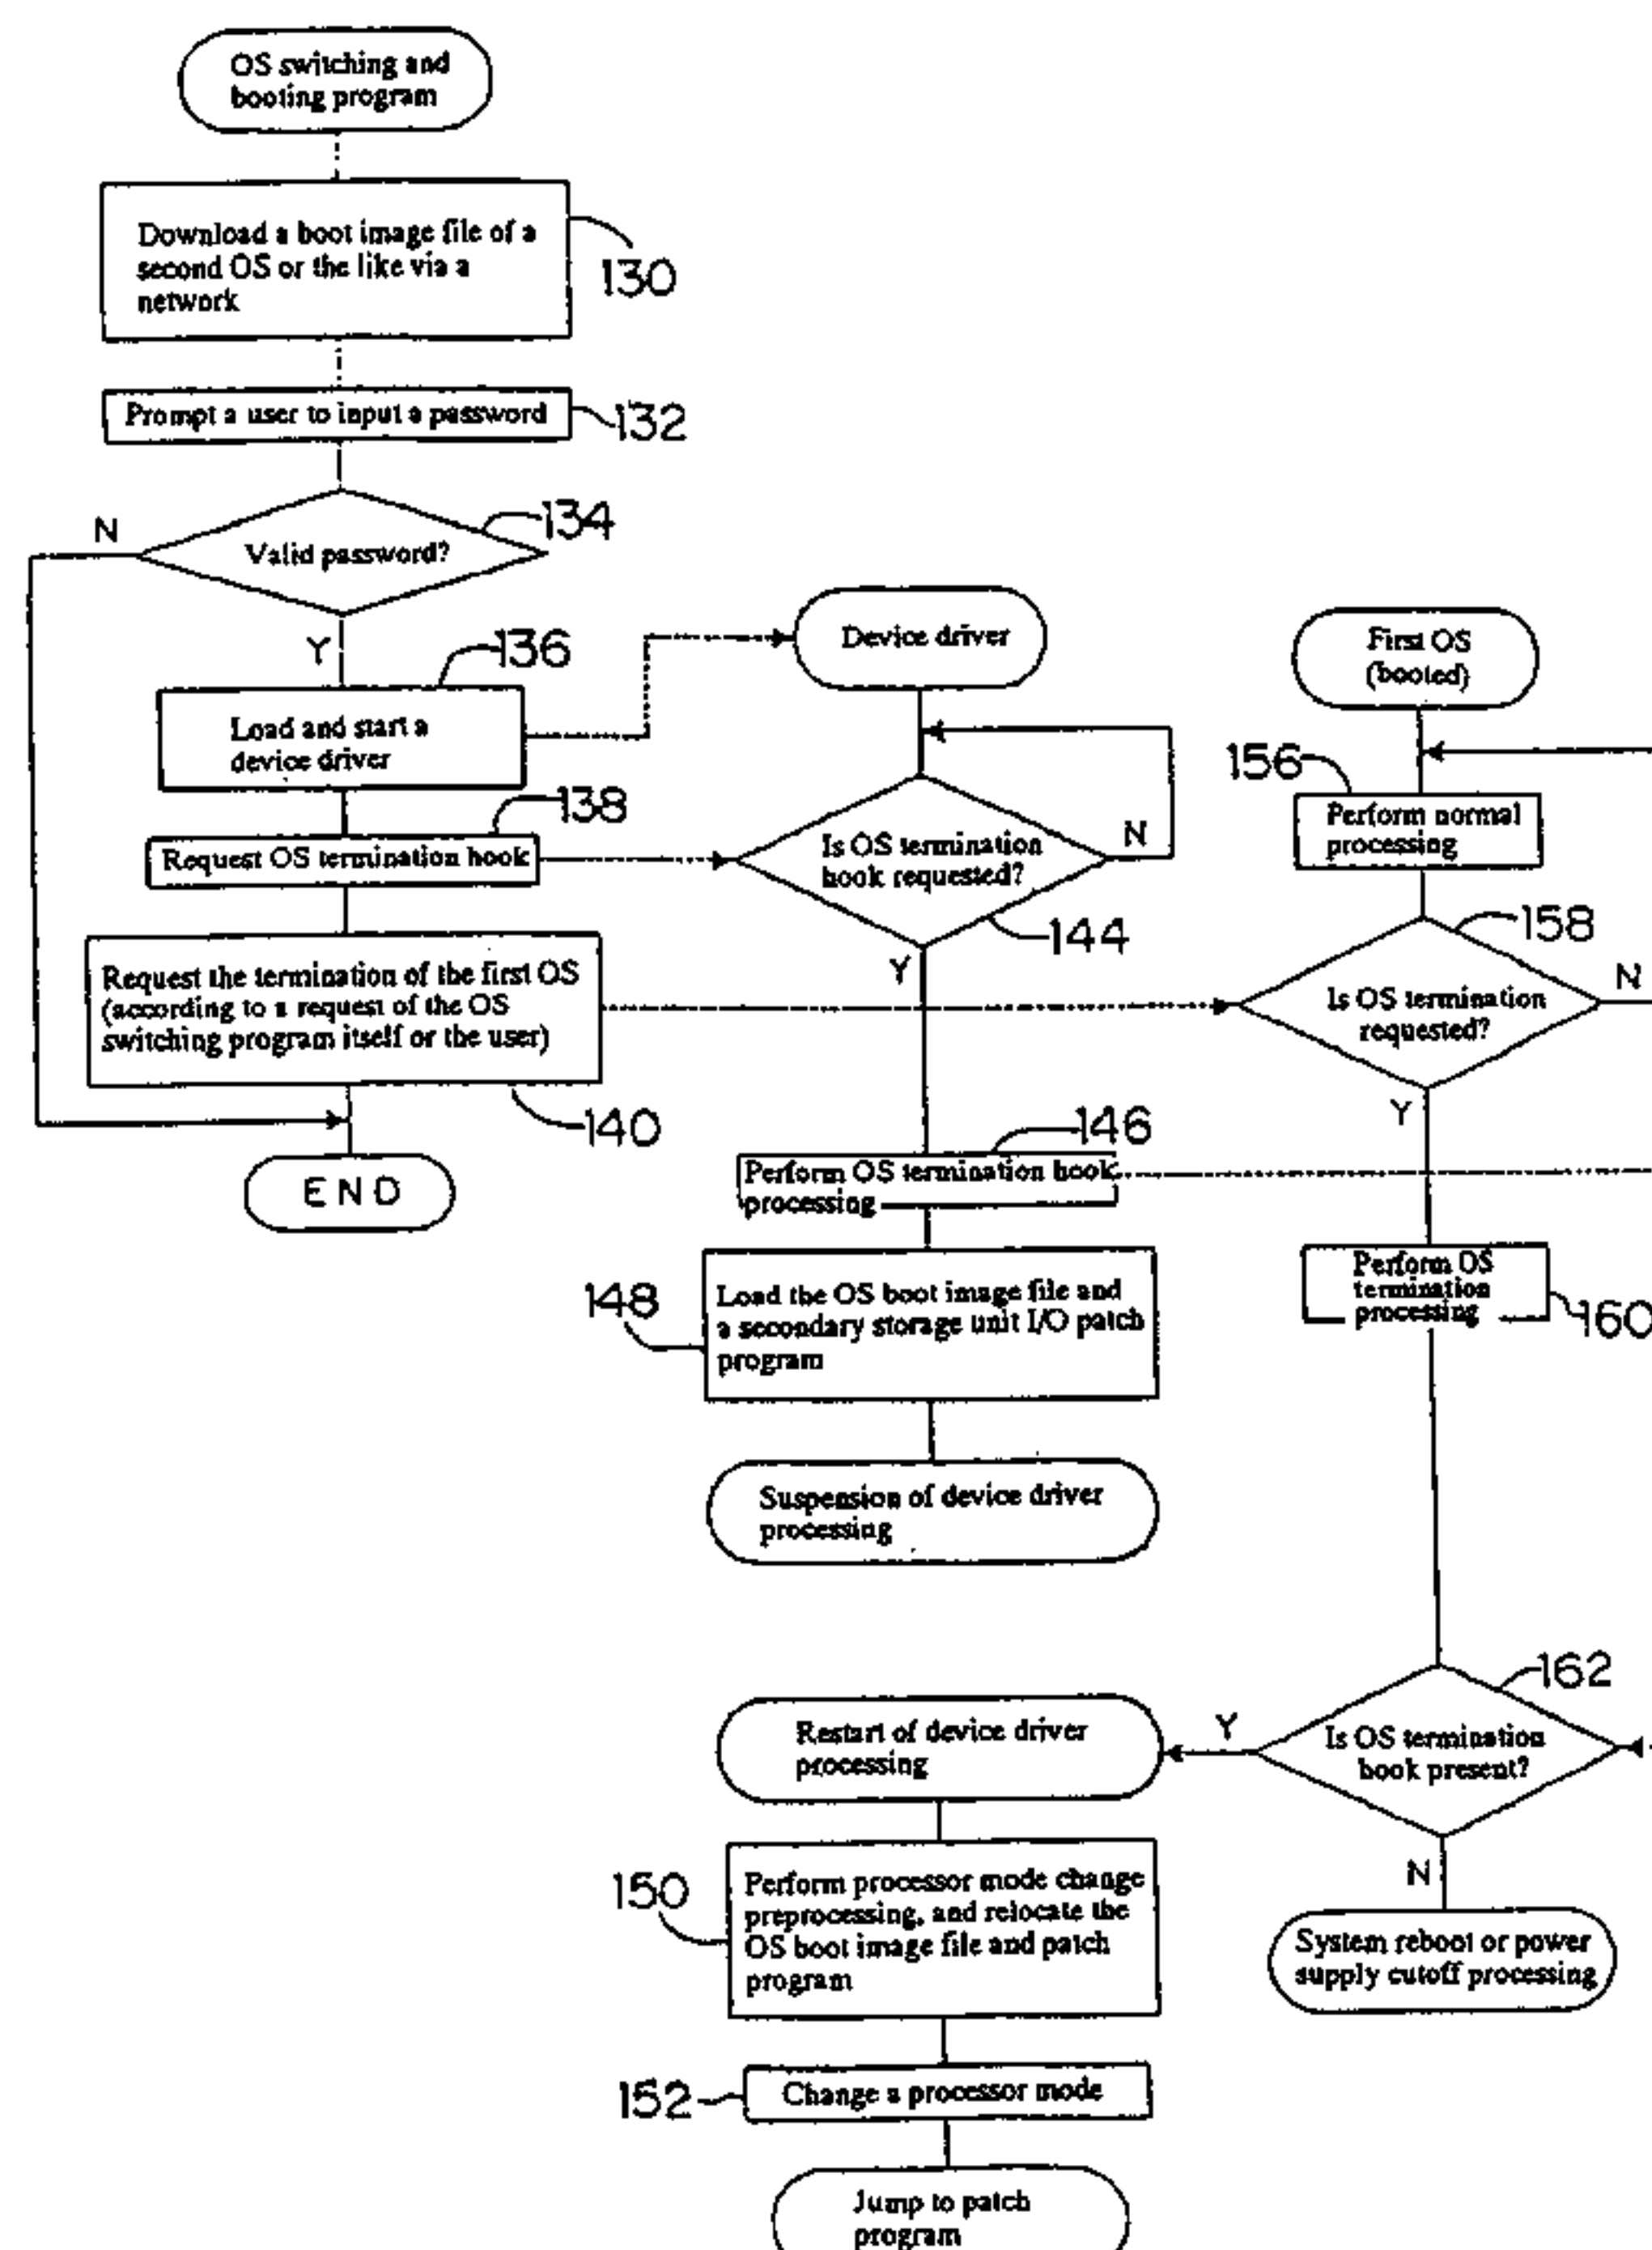 OS switching and
booting program
Download a boot image file of a
second OS or the like via a
network
130
Prompt a user to input a password
132
134
N
Valid password?
Y
136
Load and start a
device driver
138
Request OS termination hook
Request the termination of the first OS
(according to a request of the OS
switching program itself or the user)
140
END
Device driver
Is OS termination
hook requested?
N
144
Y
146
Perform OS termination hook
processing
148
Load the OS boot image file and
a secondary storage unit I/O patch
program
Suspension of device driver
processing
First OS
(booted)
156
Perform normal
processing
158
Is OS termination
requested?
N
Y
Perform OS
termination
processing
160
162
Is OS termination
hook present?
Y
N
System reboot or power
supply cutoff processing
Restart of device driver
processing
150
Perform processor mode change
preprocessing, and relocate the
OS boot image file and patch
program
152
Change a processor mode
Jump to patch
program